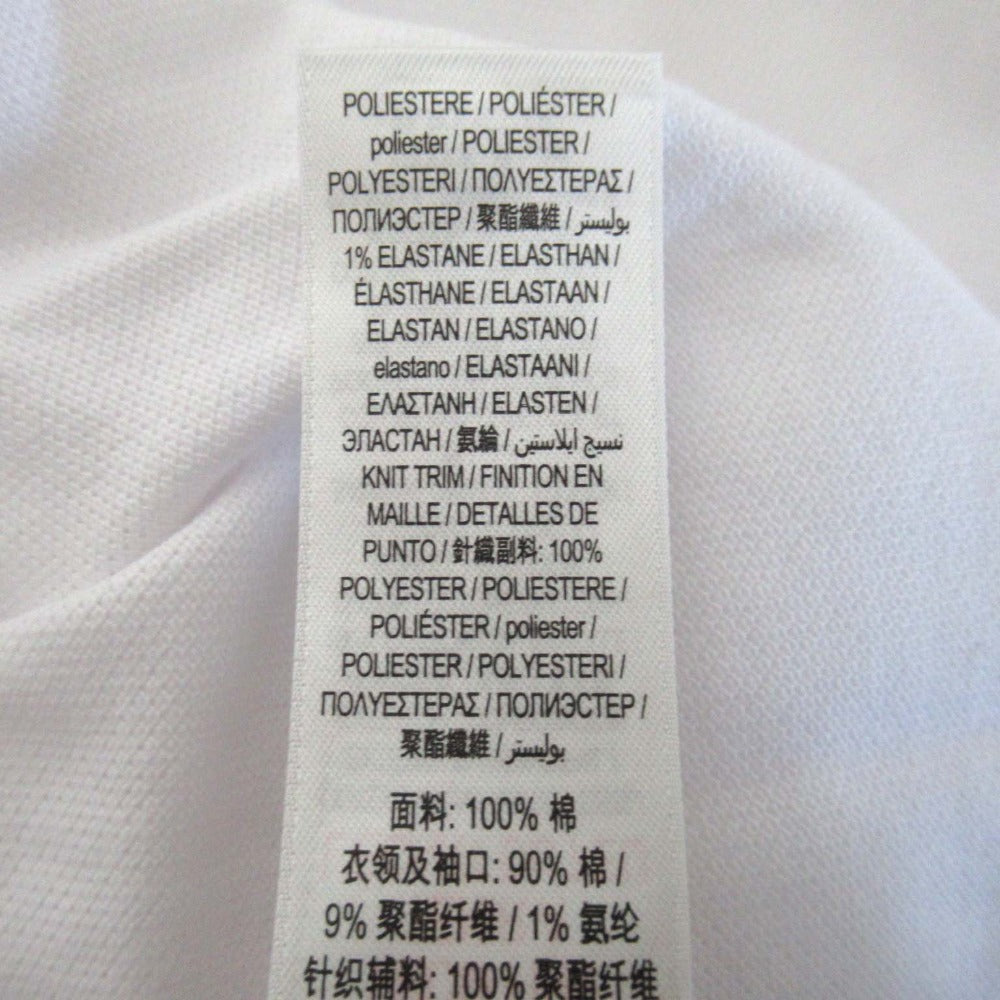 POLIESTERE / POLIÉSTER /
poliester / POLIESTER /
POLYESTERI / ΠΟΛΥΕΣΤΕΡΑΣ /
ПОЛИЭСТЕР / 聚酯纖維 / بوليستر
1% ELASTANE / ELASTHAN /
ÉLASTHANE / ELASTAAN /
ELASTAN / ELASTANO /
elastano / ELASTAANI /
ΕΛΑΣΤΑΝΗ / ELASTEN /
ЭЛАСТАН / 氨綸 / نسيج ايلاستين
KNIT TRIM / FINITION EN
MAILLE / DETALLES DE
PUNTO / 針織副料: 100%
POLYESTER / POLIESTERE /
POLIÉSTER / poliester /
POLIESTER / POLYESTERI /
ΠΟΛΥΕΣΤΕΡΑΣ / ПОЛИЭСТЕР /
聚酯纖維 / بوليستر
面料: 100% 棉
衣领及袖口: 90% 棉 /
9% 聚酯纤维 / 1% 氨纶
针织辅料: 100% 聚酯纤维